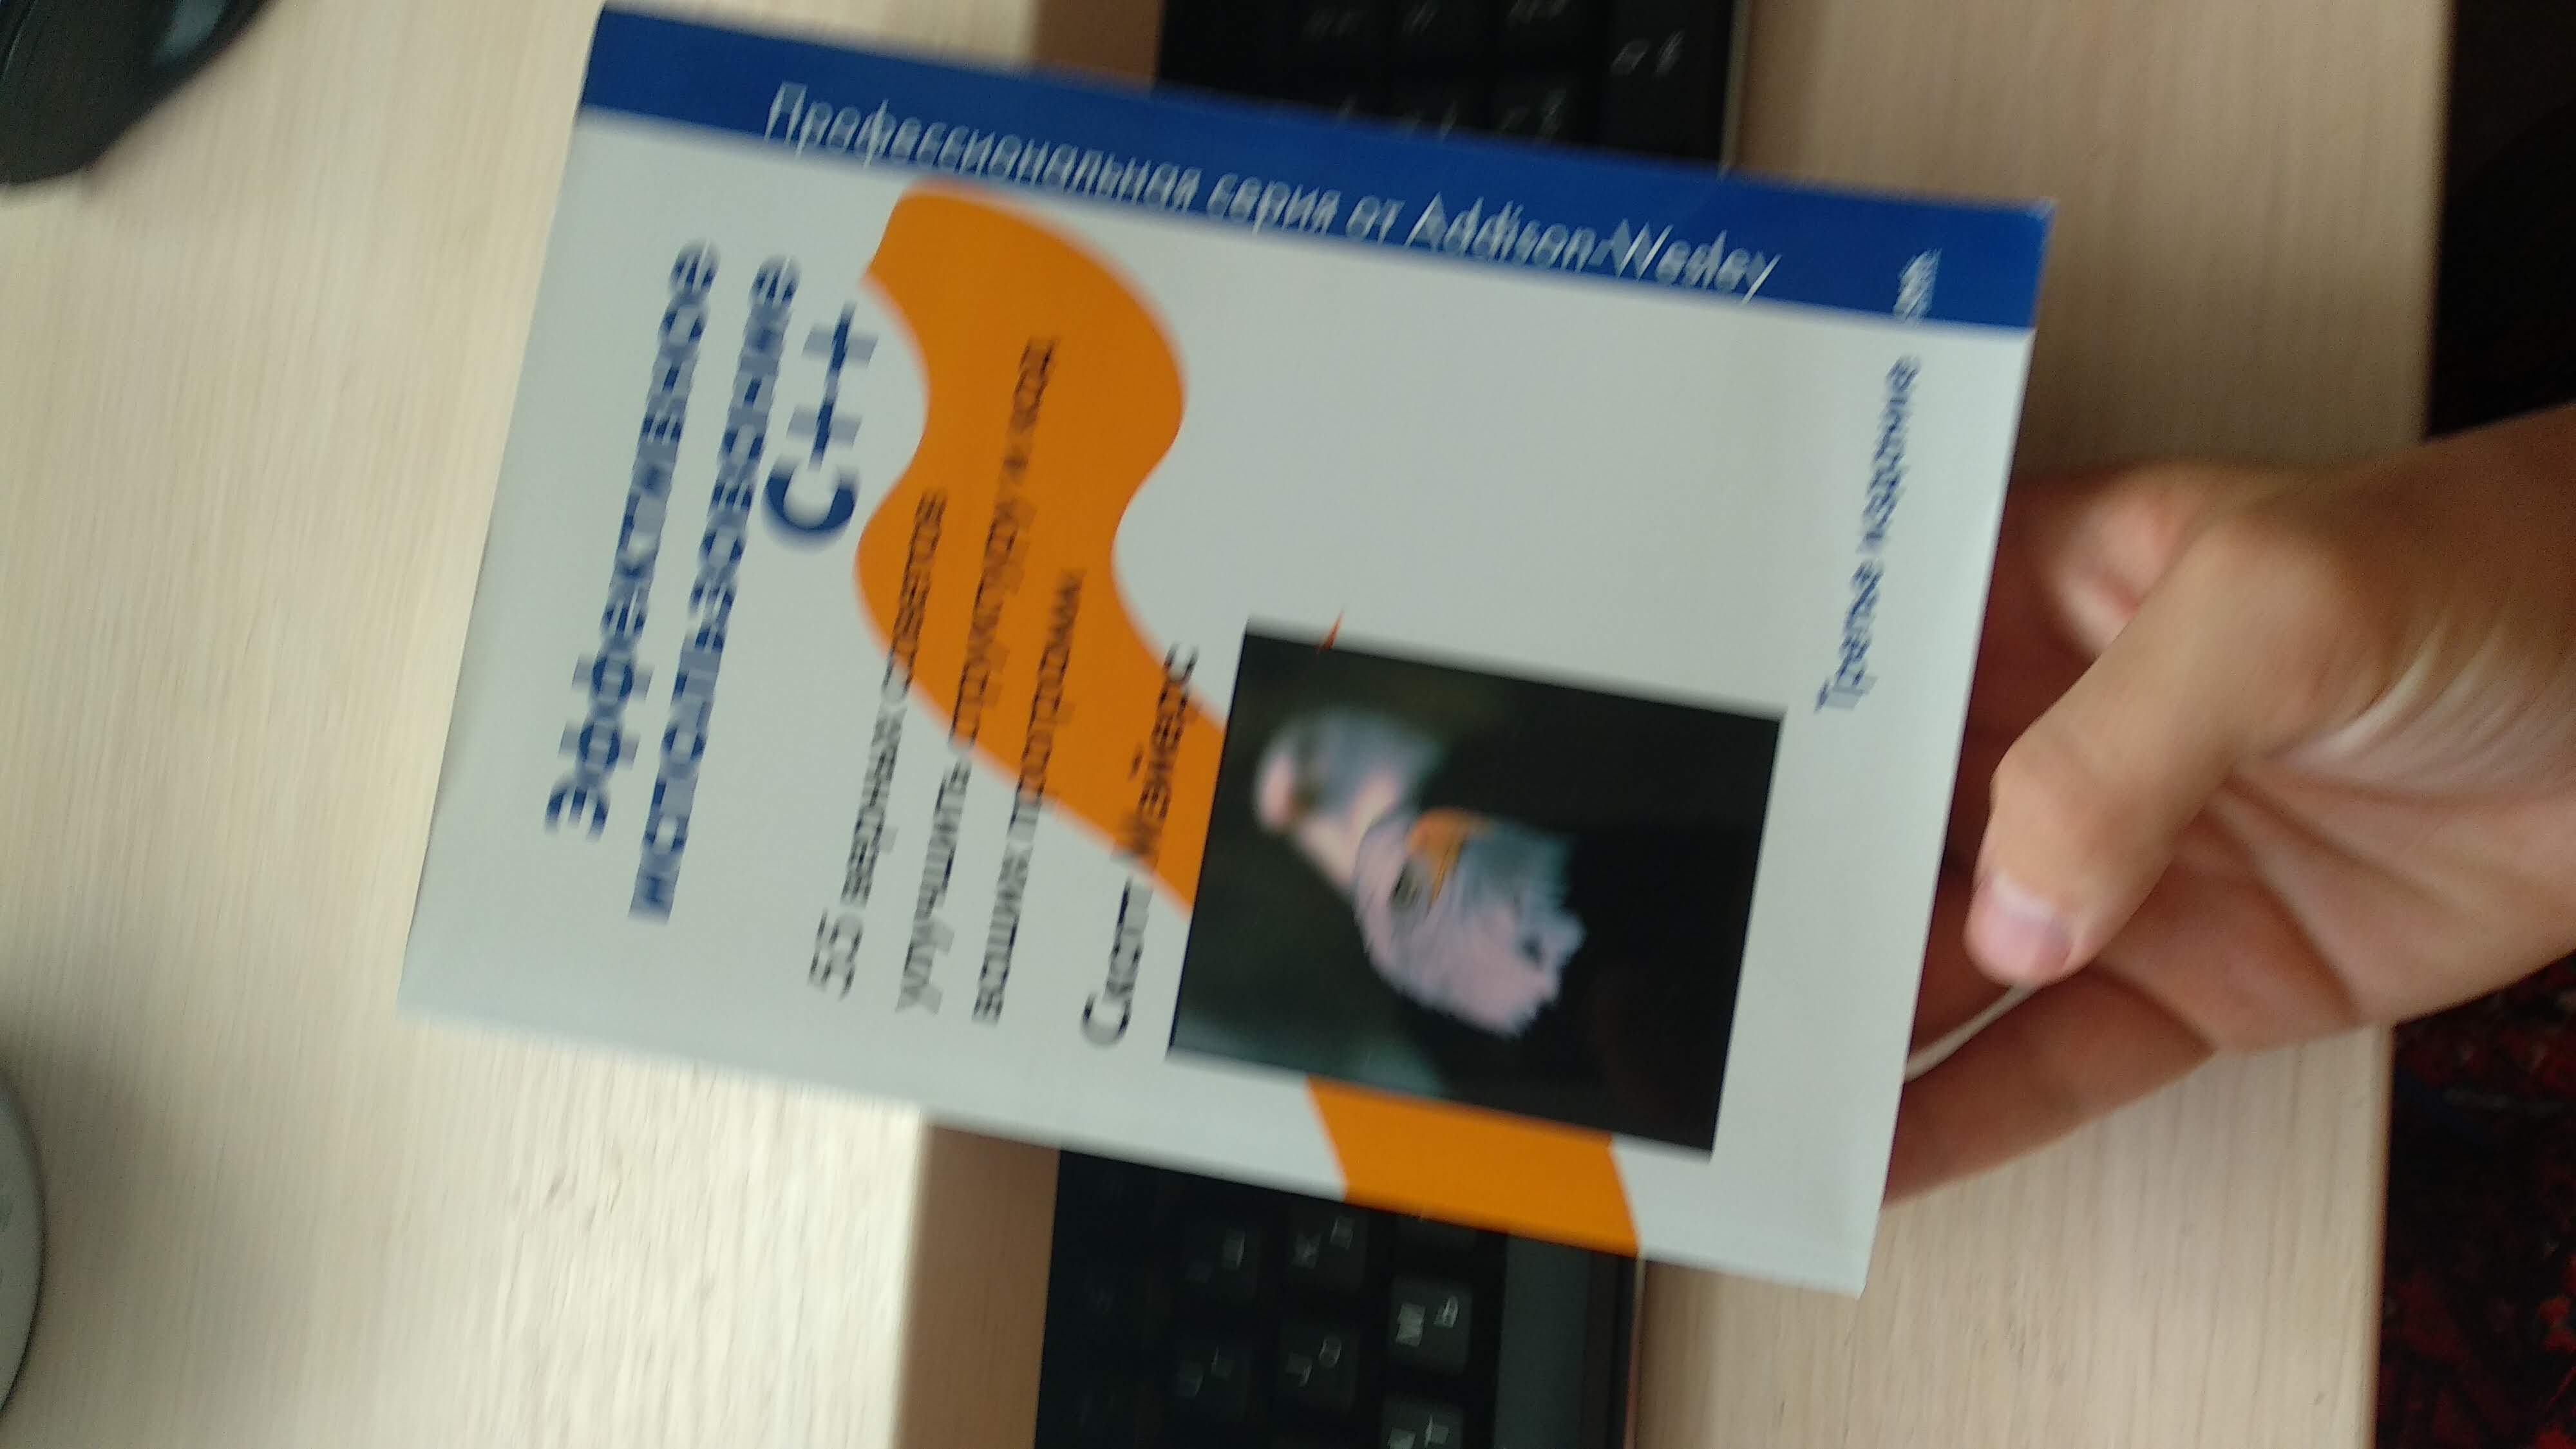 Эффективное
использование
C++
55 верных советов
улучшить структуру и код
ваших программ
Скотт Мэйерс
Третье издание
Профессиональная серия от Addison-Wesley